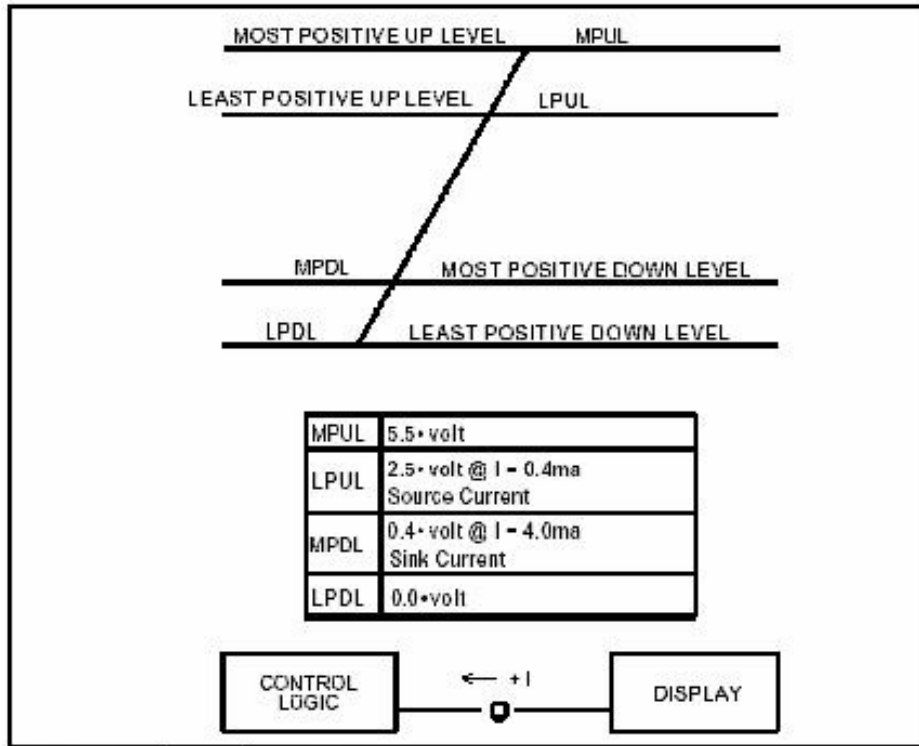 MOST POSITIVE UP LEVEL MPUL
LEAST POSITIVE UP LEVEL LPUL
MPDL MOST POSITIVE DOWN LEVEL
LPDL LEAST POSITIVE DOWN LEVEL
MPUL 5.5• volt
LPUL 2.5• volt @ I – 0.4ma
Source Current
MPDL 0.4• volt @ I – 4.0ma
Sink Current
LPDL 0.0•volt
CONTROL
LOGIC
← + I
DISPLAY